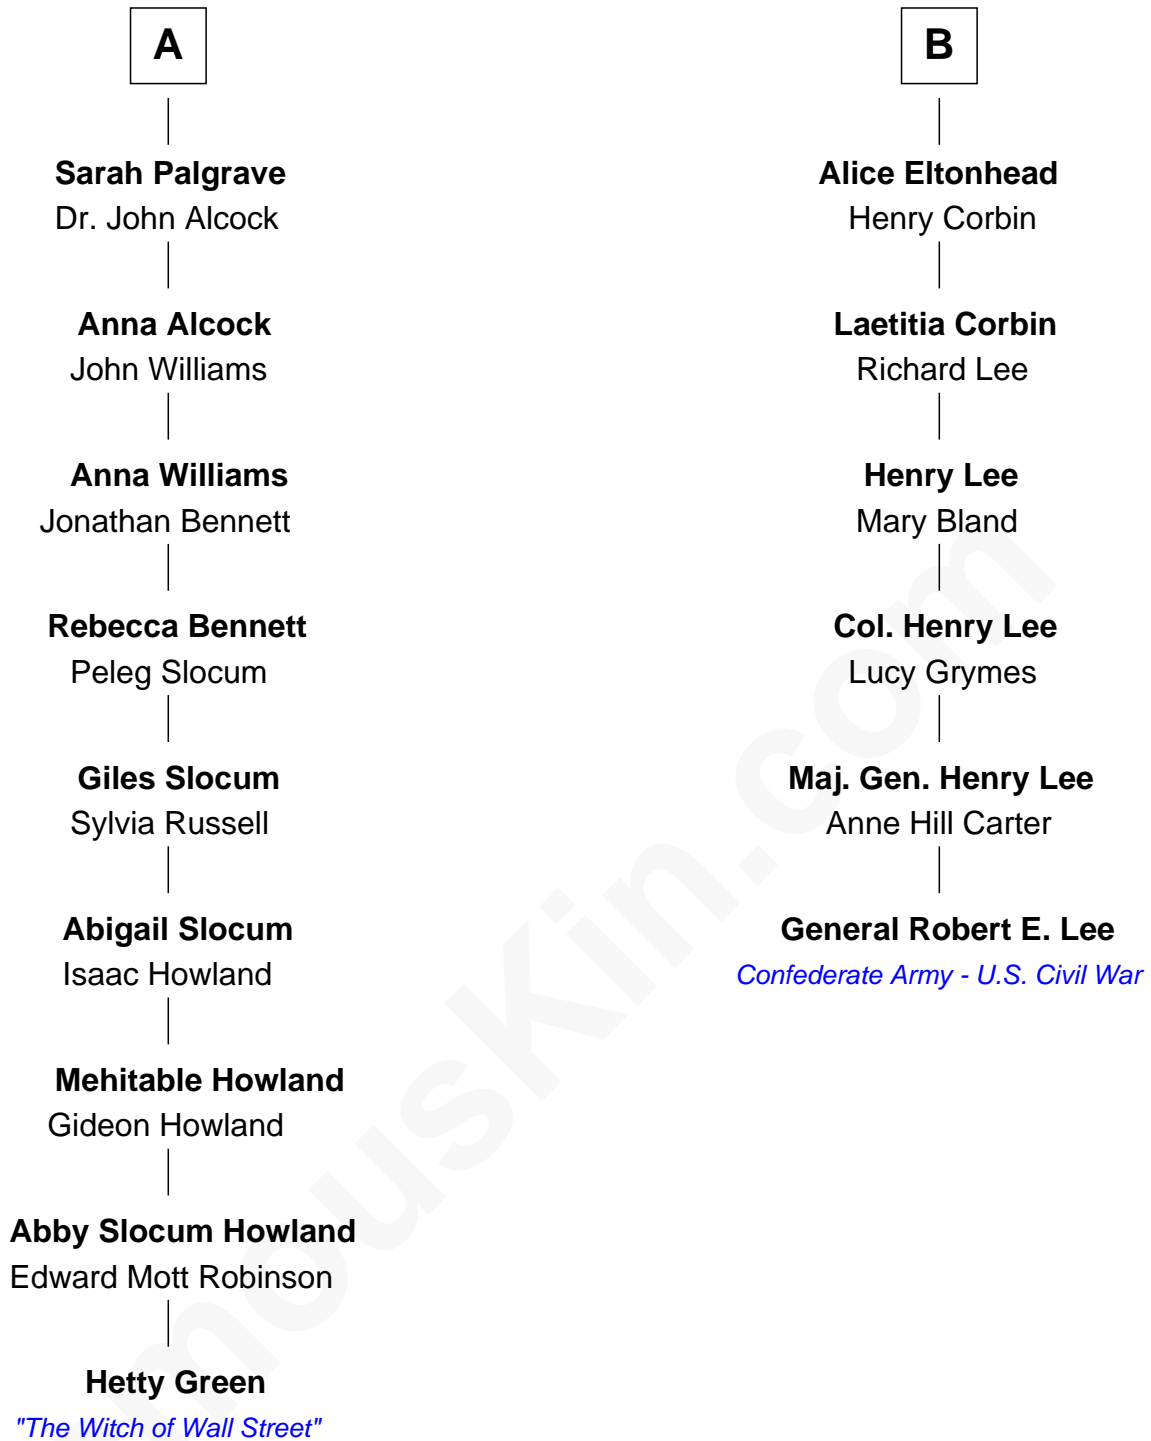 A
Sarah Palgrave
Dr. John Alcock
Anna Alcock
John Williams
Anna Williams
Jonathan Bennett
Rebecca Bennett
Peleg Slocum
Giles Slocum
Sylvia Russell
Abigail Slocum
Isaac Howland
Mehitable Howland
Gideon Howland
Abby Slocum Howland
Edward Mott Robinson
Hetty Green
"The Witch of Wall Street"
B
Alice Eltonhead
Henry Corbin
Laetitia Corbin
Richard Lee
Henry Lee
Mary Bland
Col. Henry Lee
Lucy Grymes
Maj. Gen. Henry Lee
Anne Hill Carter
General Robert E. Lee
Confederate Army - U.S. Civil War
mousKin.com